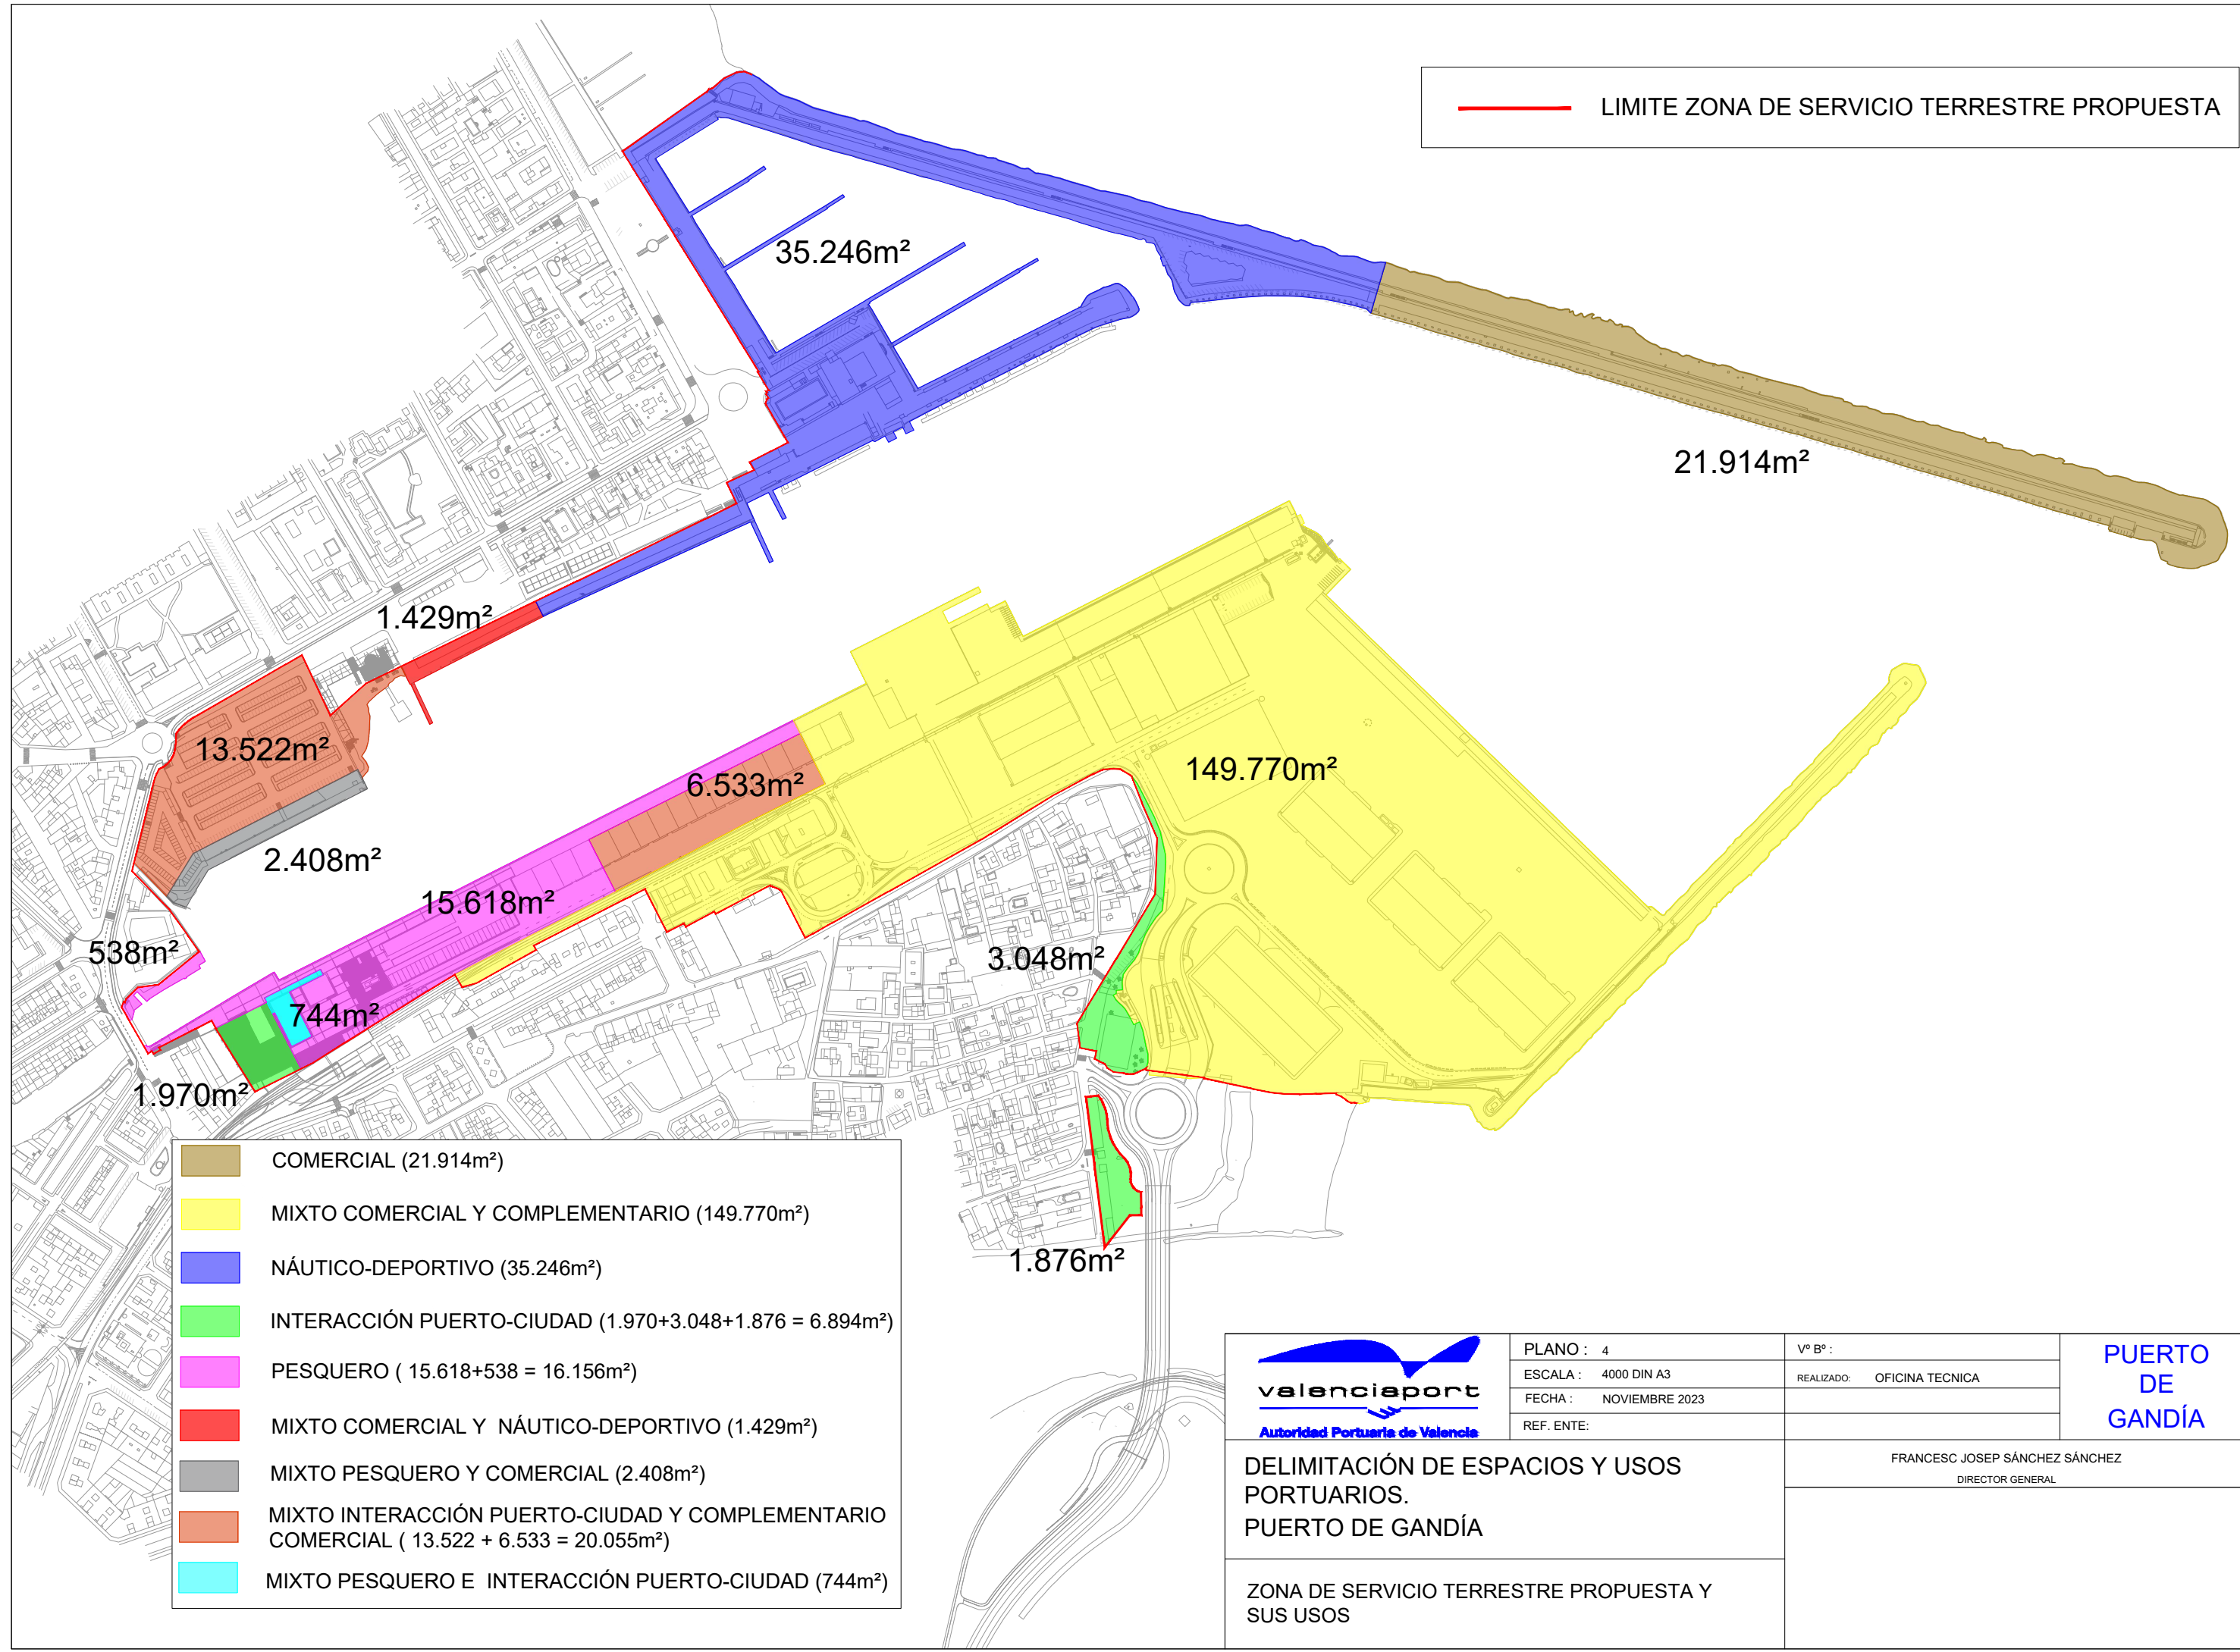 LIMITE ZONA DE SERVICIO TERRESTRE PROPUESTA
35.246m²
21.914m²
1.429m²
13.522m²
6.533m²
149.770m²
2.408m²
15.618m²
538m²
3.048m²
744m²
1.970m²
1.876m²
COMERCIAL (21.914m²)
MIXTO COMERCIAL Y COMPLEMENTARIO (149.770m²)
NÁUTICO-DEPORTIVO (35.246m²)
INTERACCIÓN PUERTO-CIUDAD (1.970+3.048+1.876 = 6.894m²)
PESQUERO ( 15.618+538 = 16.156m²)
MIXTO COMERCIAL Y NÁUTICO-DEPORTIVO (1.429m²)
MIXTO PESQUERO Y COMERCIAL (2.408m²)
MIXTO INTERACCIÓN PUERTO-CIUDAD Y COMPLEMENTARIO
COMERCIAL ( 13.522 + 6.533 = 20.055m²)
MIXTO PESQUERO E INTERACCIÓN PUERTO-CIUDAD (744m²)
valenciaport
Autoridad Portuaria de Valencia
PLANO : 4
ESCALA : 4000 DIN A3
FECHA : NOVIEMBRE 2023
REF. ENTE:
Vº Bº :
REALIZADO: OFICINA TECNICA
PUERTO
DE
GANDÍA
DELIMITACIÓN DE ESPACIOS Y USOS
PORTUARIOS.
PUERTO DE GANDÍA
FRANCESC JOSEP SÁNCHEZ SÁNCHEZ
DIRECTOR GENERAL
ZONA DE SERVICIO TERRESTRE PROPUESTA Y
SUS USOS